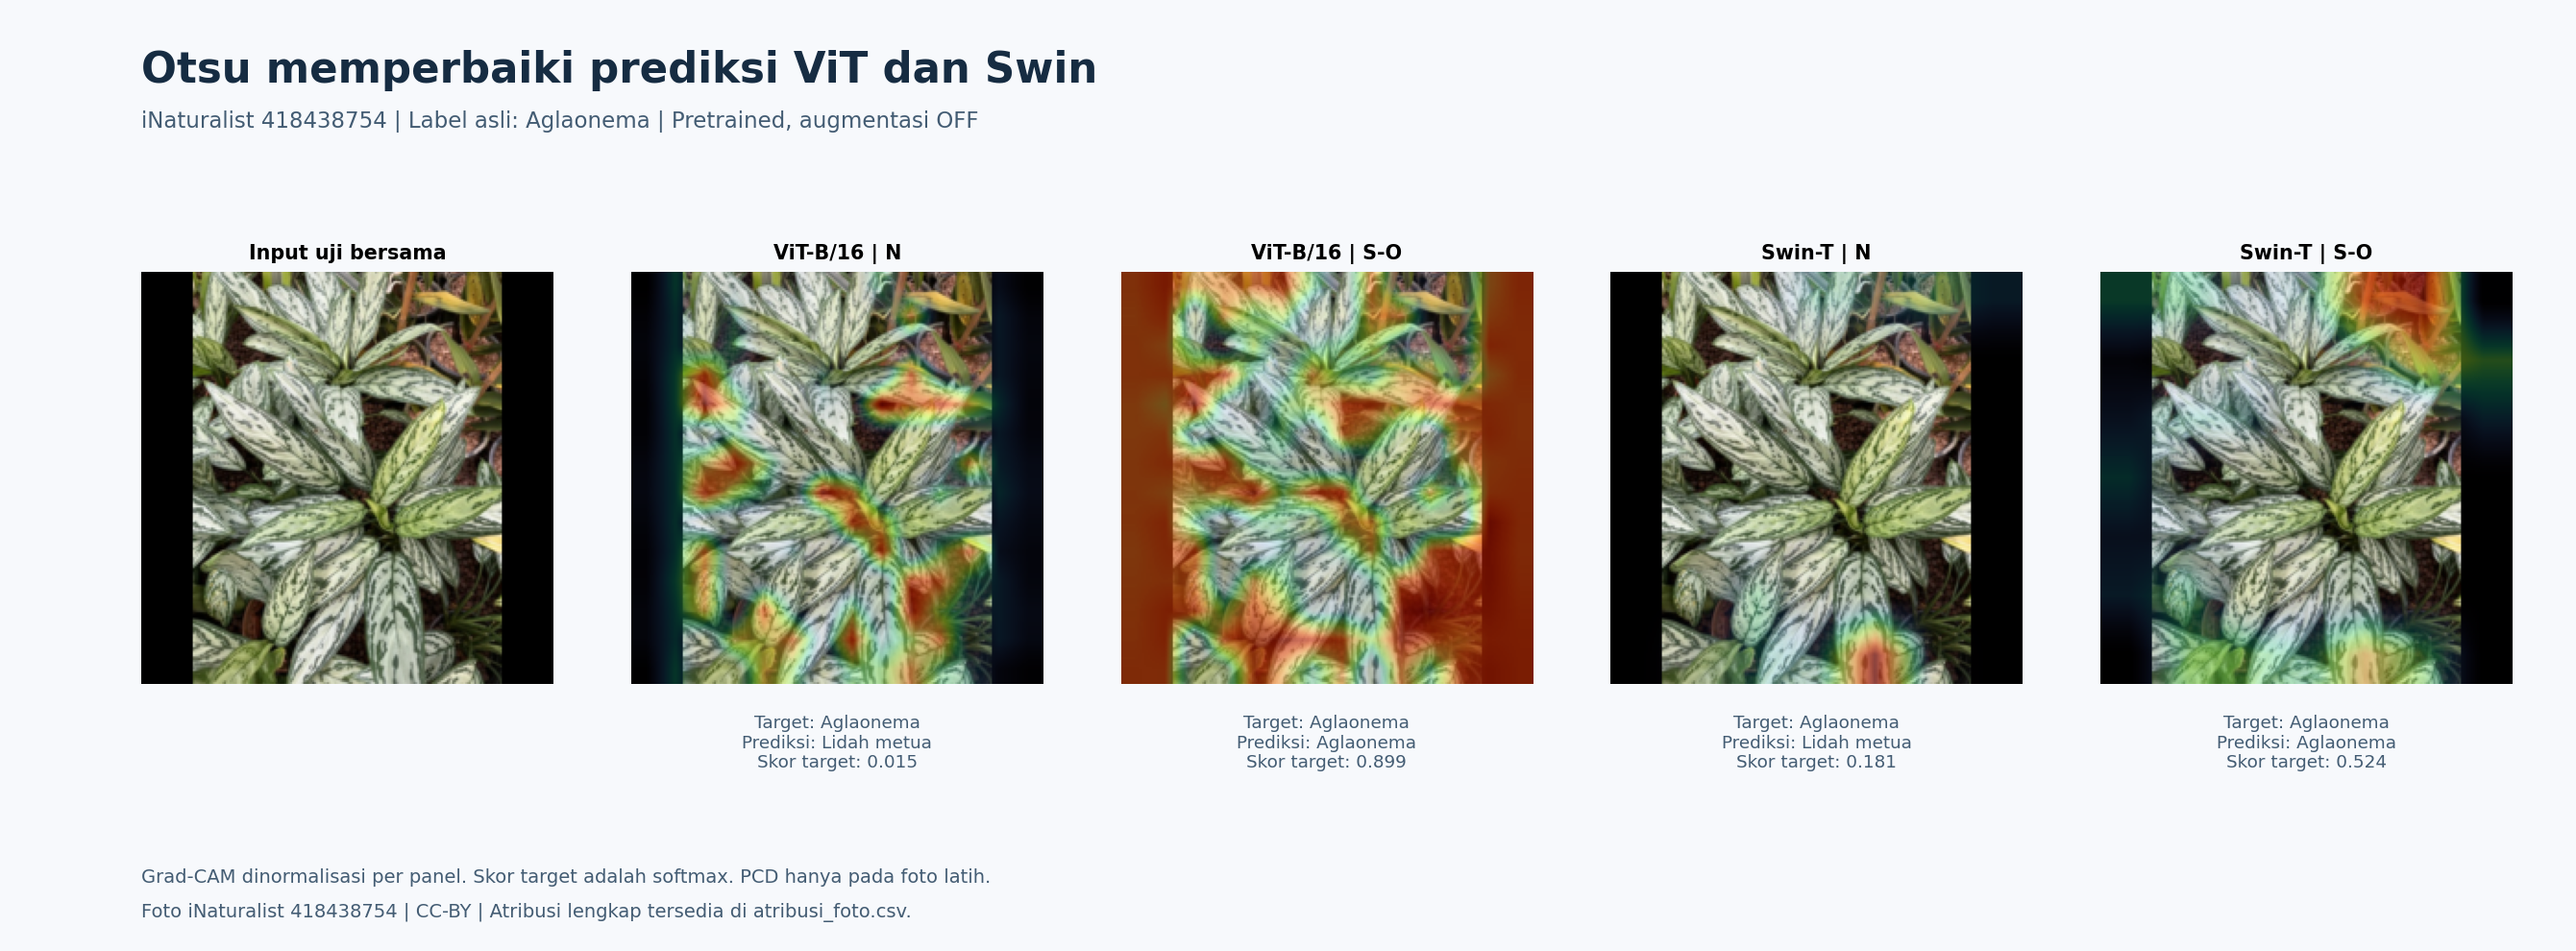 Otsu memperbaiki prediksi ViT dan Swin
iNaturalist 418438754 | Label asli: Aglaonema | Pretrained, augmentasi OFF
Input uji bersama
ViT-B/16 | N
ViT-B/16 | S-O
Swin-T | N
Swin-T | S-O
Target: Aglaonema
Prediksi: Lidah metua
Skor target: 0.015
Target: Aglaonema
Prediksi: Aglaonema
Skor target: 0.899
Target: Aglaonema
Prediksi: Lidah metua
Skor target: 0.181
Target: Aglaonema
Prediksi: Aglaonema
Skor target: 0.524
Grad-CAM dinormalisasi per panel. Skor target adalah softmax. PCD hanya pada foto latih.
Foto iNaturalist 418438754 | CC-BY | Atribusi lengkap tersedia di atribusi_foto.csv.